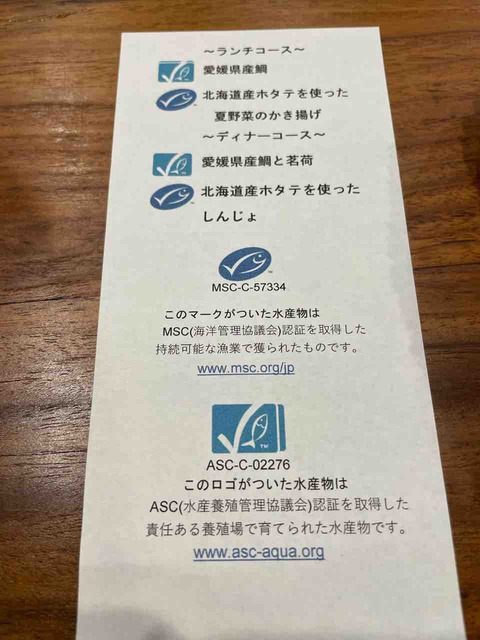 ～ランチコース～
愛媛県産鯛
北海道産ホタテを使った
夏野菜のかき揚げ
～ディナーコース～
愛媛県産鯛と茗荷
北海道産ホタテを使った
しんじょ
MSC-C-57334
このマークがついた水産物は
MSC(海洋管理協議会)認証を取得した
持続可能な漁業で獲られたものです。
www.msc.org/jp
TM
ASC-C-02276
このロゴがついた水産物は
ASC(水産養殖管理協議会)認証を取得した
責任ある養殖場で育てられた水産物です。
www.asc-aqua.org